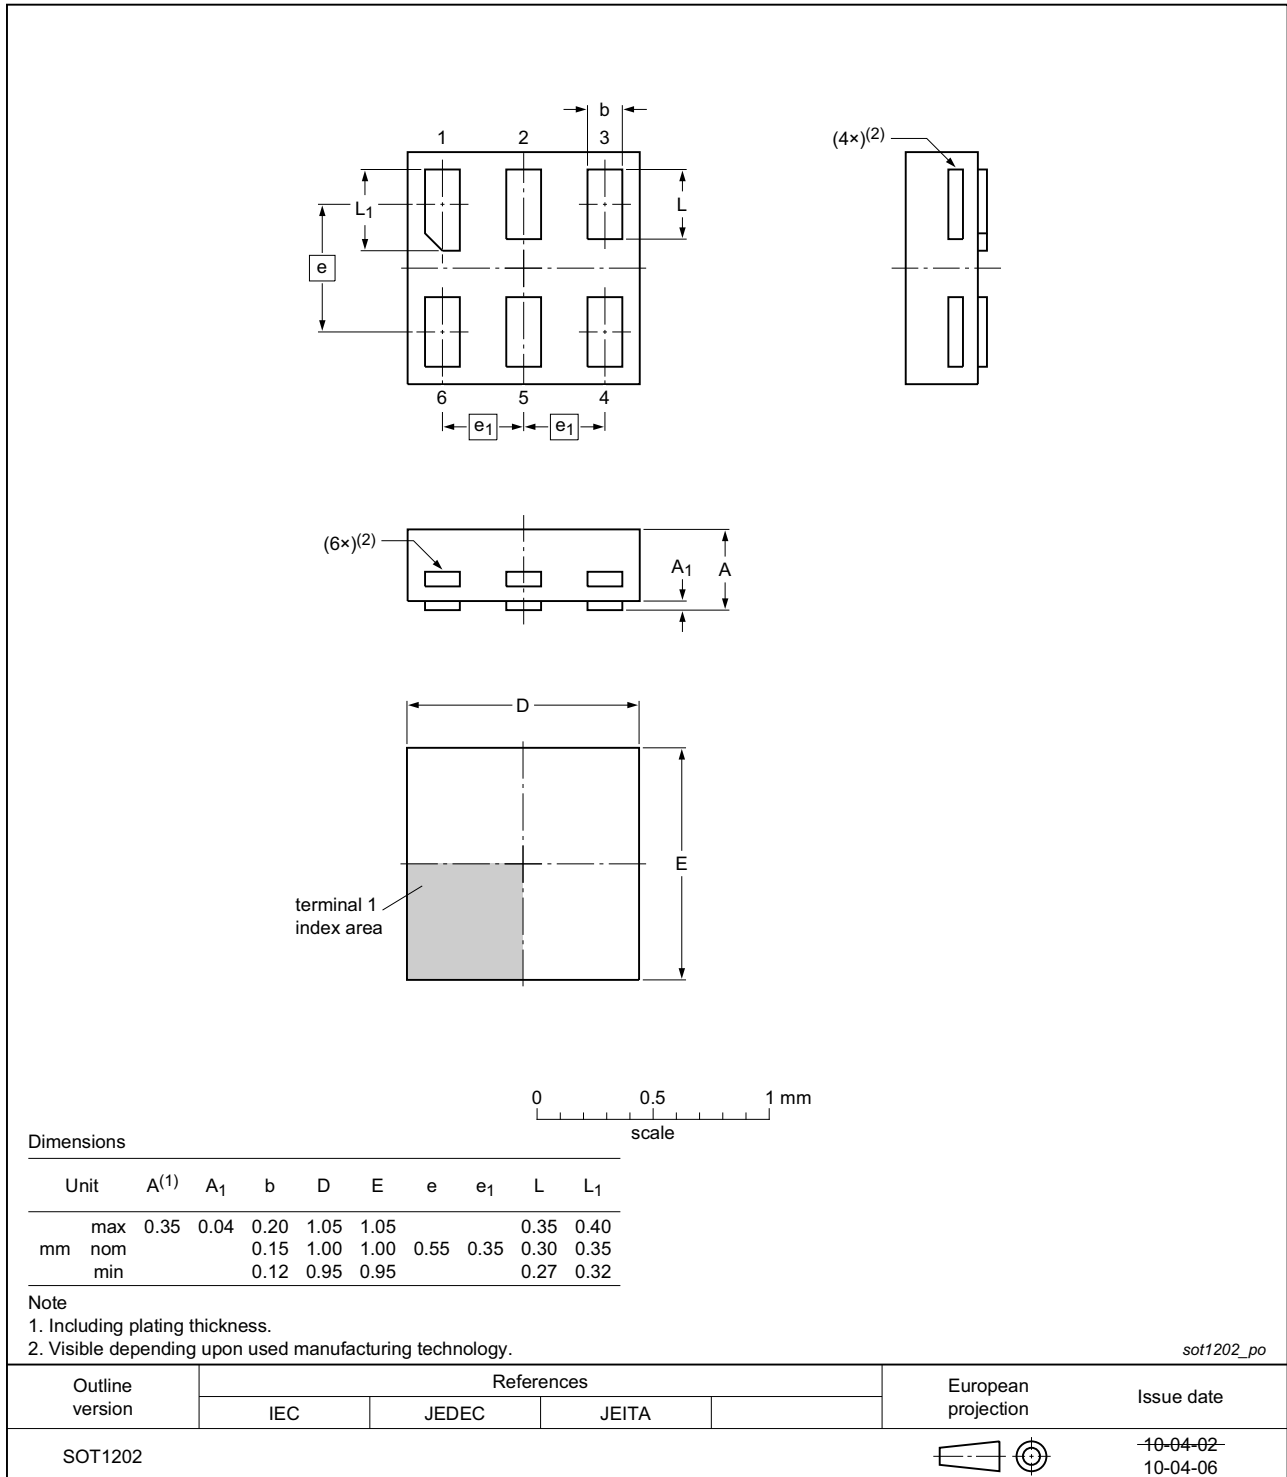 b
1 2 3
(4×)(2)
L1
L
e
6 5 4
e1 e1
(6×)(2)
A1 A
D
E
terminal 1
index area
0 0.5 1 mm
scale
Dimensions
Unit A(1) A1 b D E e e1 L L1
max 0.35 0.04 0.20 1.05 1.05 0.35 0.40
mm nom 0.15 1.00 1.00 0.55 0.35 0.30 0.35
min 0.12 0.95 0.95 0.27 0.32
Note
1. Including plating thickness.
2. Visible depending upon used manufacturing technology.
sot1202_po
Outline
version
References
IEC JEDEC JEITA
European
projection
Issue date
SOT1202
10-04-02
10-04-06